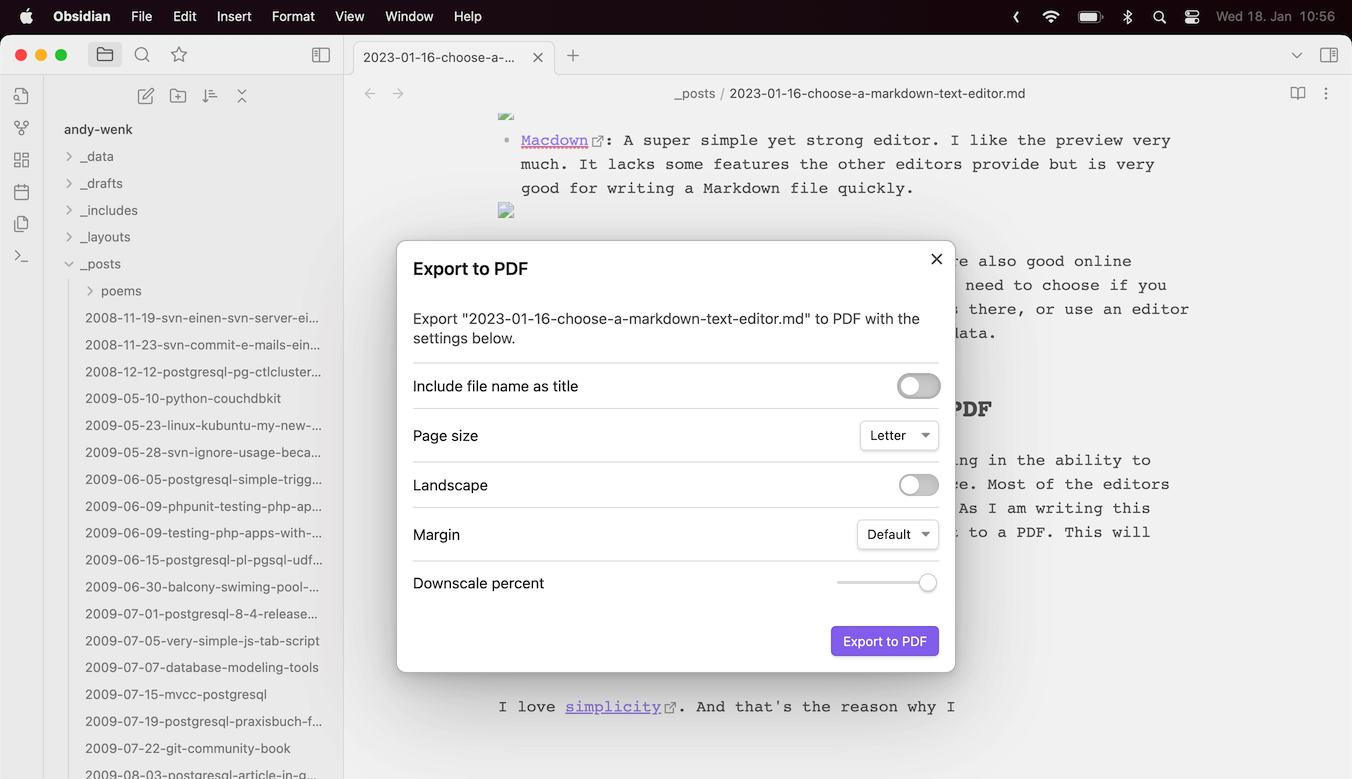 Obsidian File Edit Insert Format View Window Help Wed 18. Jan 10:56
2023-01-16-choose-a-...
_posts / 2023-01-16-choose-a-markdown-text-editor.md
andy-wenk
_data
_drafts
_includes
_layouts
_posts
poems
2008-11-19-svn-einen-svn-server-ei...
2008-11-23-svn-commit-e-mails-ein...
2008-12-12-postgresql-pg-ctlcluster...
2009-05-10-python-couchdbkit
2009-05-23-linux-kubuntu-my-new-...
2009-05-28-svn-ignore-usage-beca...
2009-06-05-postgresql-simple-trigg...
2009-06-09-phpunit-testing-php-ap...
2009-06-09-testing-php-apps-with-...
2009-06-15-postgresql-pl-pgsql-udf...
2009-06-30-balcony-swiming-pool-...
2009-07-01-postgresql-8-4-release...
2009-07-05-very-simple-js-tab-script
2009-07-07-database-modeling-tools
2009-07-15-mvcc-postgresql
2009-07-19-postgresql-praxisbuch-f...
2009-07-22-git-community-book
2009-08-03-postgresql-article-in-g...
Macdown: A super simple yet strong editor. I like the preview very
much. It lacks some features the other editors provide but is very
good for writing a Markdown file quickly.
also good online
need to choose if you
there, or use an editor
data.
PDF
in the ability to
Most of the editors
As I am writing this
to a PDF. This will
I love simplicity. And that's the reason why I
Export to PDF
Export "2023-01-16-choose-a-markdown-text-editor.md" to PDF with the
settings below.
Include file name as title
Page size Letter
Landscape
Margin Default
Downscale percent
Export to PDF